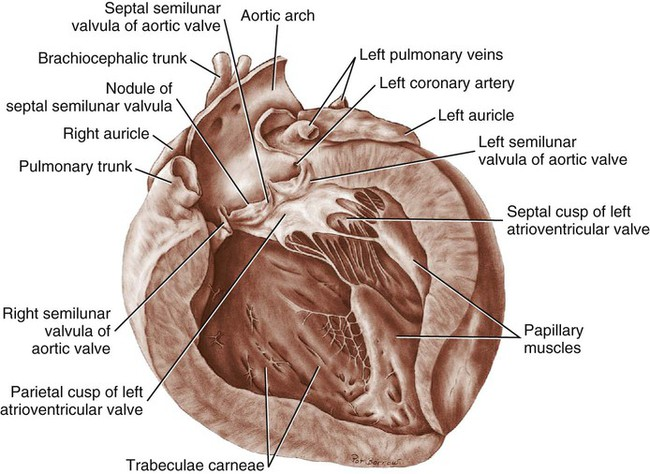 Septal semilunar
valvula of aortic valve
Aortic arch
Brachiocephalic trunk
Left pulmonary veins
Nodule of
septal semilunar valvula
Left coronary artery
Right auricle
Left auricle
Pulmonary trunk
Left semilunar
valvula of aortic valve
Septal cusp of left
atrioventricular valve
Right semilunar
valvula of
aortic valve
Papillary
muscles
Parietal cusp of left
atrioventricular valve
Trabeculae carneae